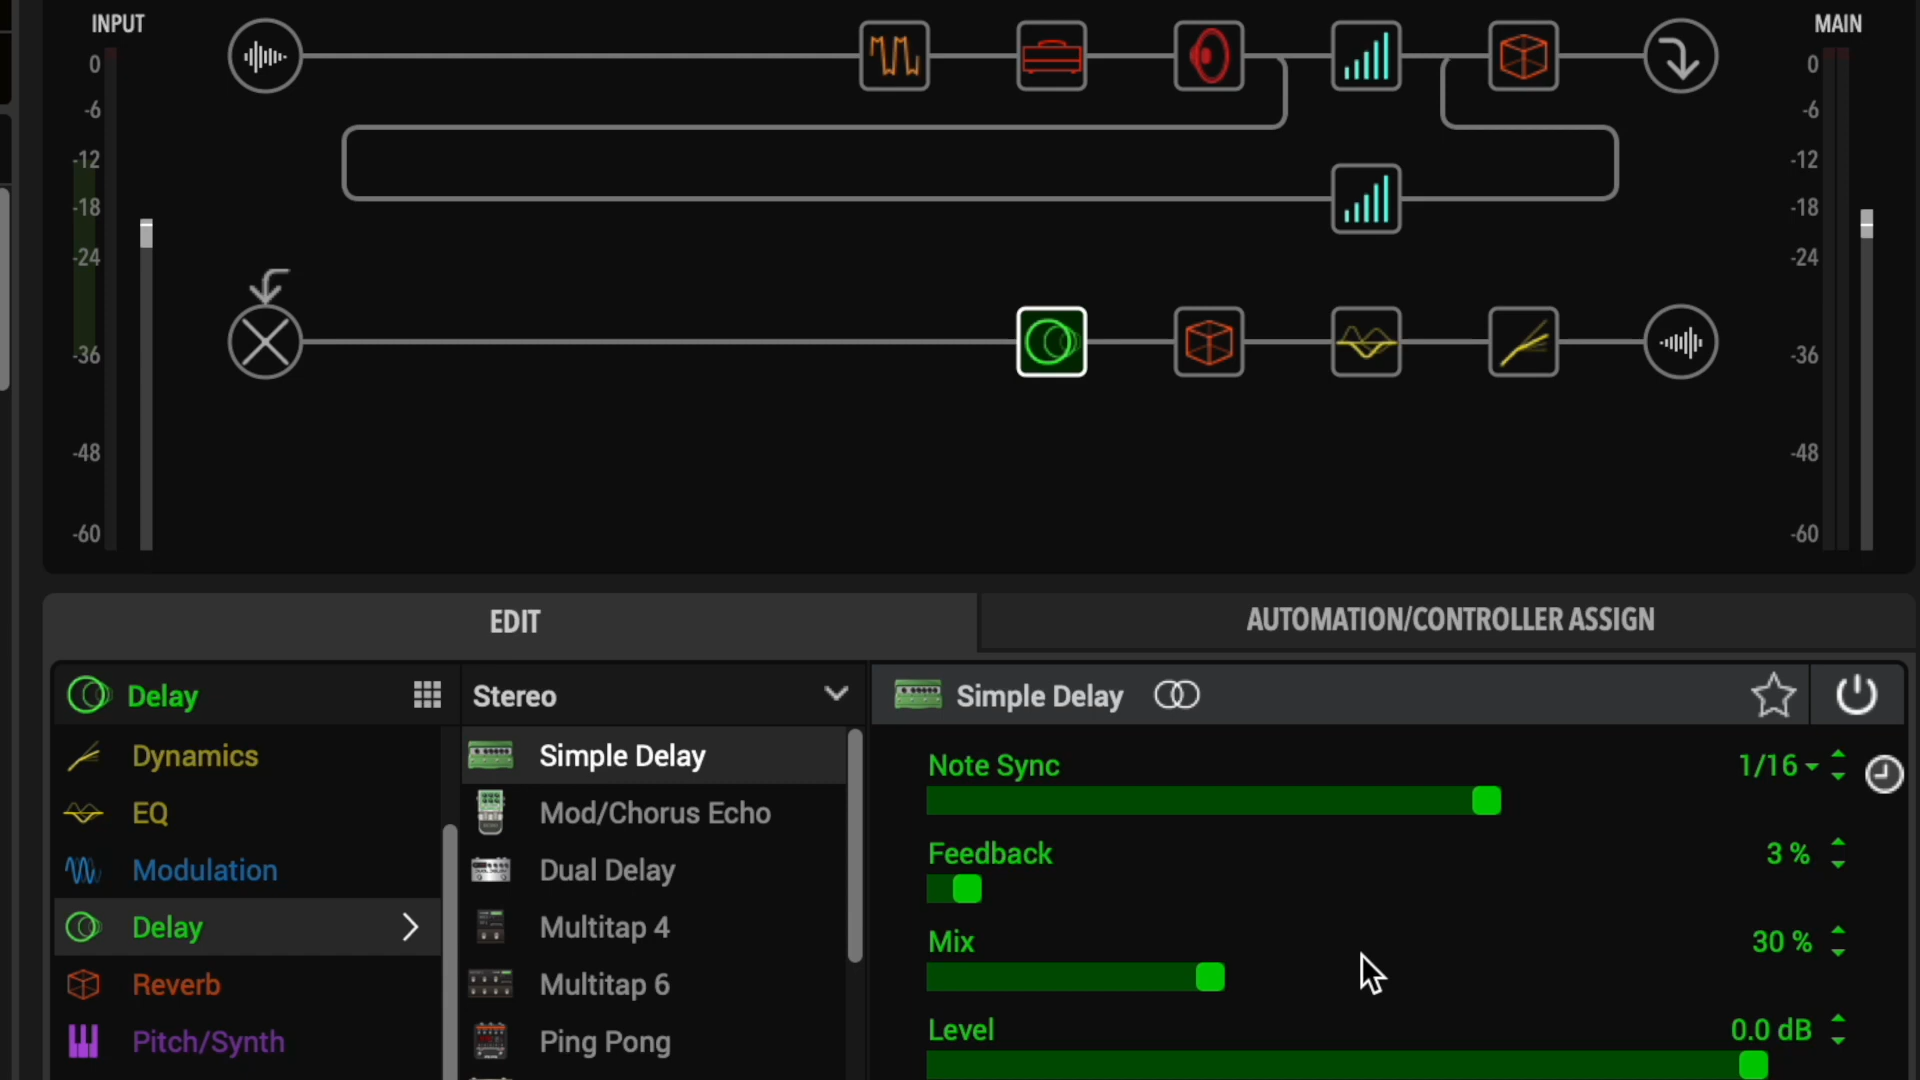 INPUT
MAIN
0
-6
-12
-18
-24
-36
-48
-60
0
-6
-12
-18
-24
-36
-48
-60
EDIT
AUTOMATION/CONTROLLER ASSIGN
Delay
Stereo
Simple Delay
Dynamics
EQ
Modulation
Delay
Reverb
Pitch/Synth
Simple Delay
Mod/Chorus Echo
Dual Delay
Multitap 4
Multitap 6
Ping Pong
Note Sync
1/16
Feedback
3 %
Mix
30 %
Level
0.0 dB